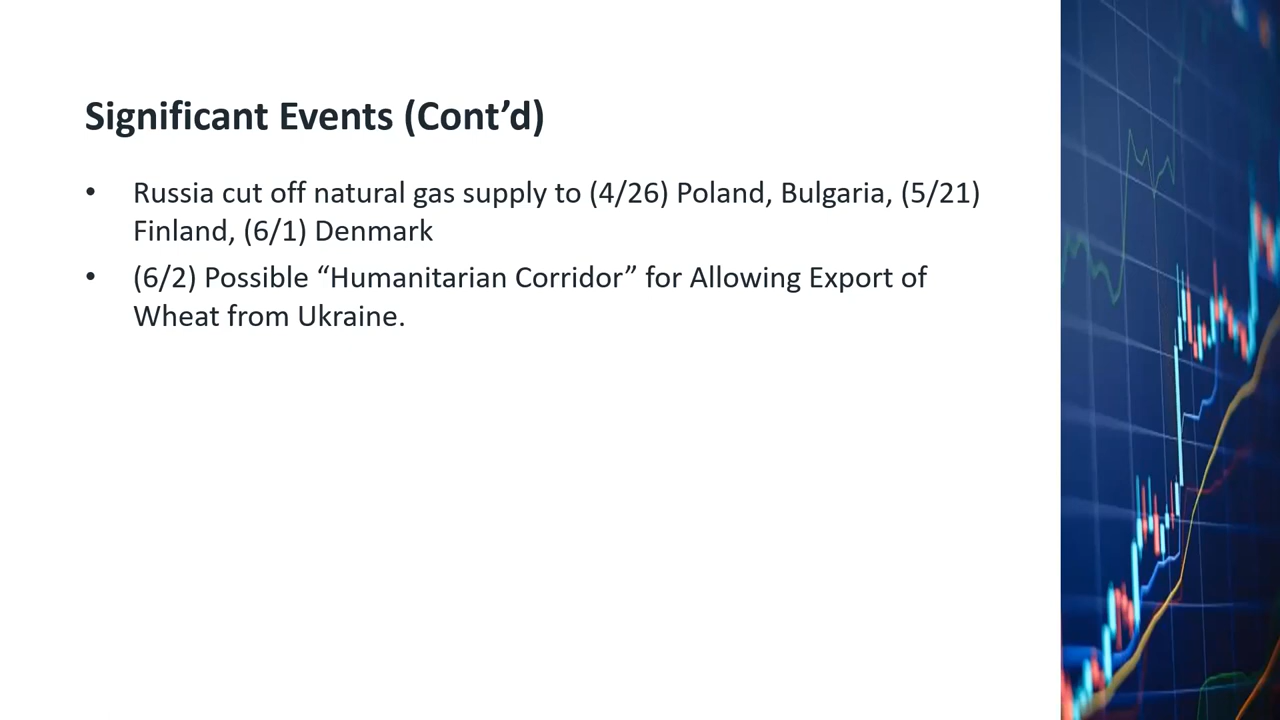 Significant Events (Cont’d)
• Russia cut off natural gas supply to (4/26) Poland, Bulgaria, (5/21)
Finland, (6/1) Denmark
• (6/2) Possible “Humanitarian Corridor” for Allowing Export of
Wheat from Ukraine.